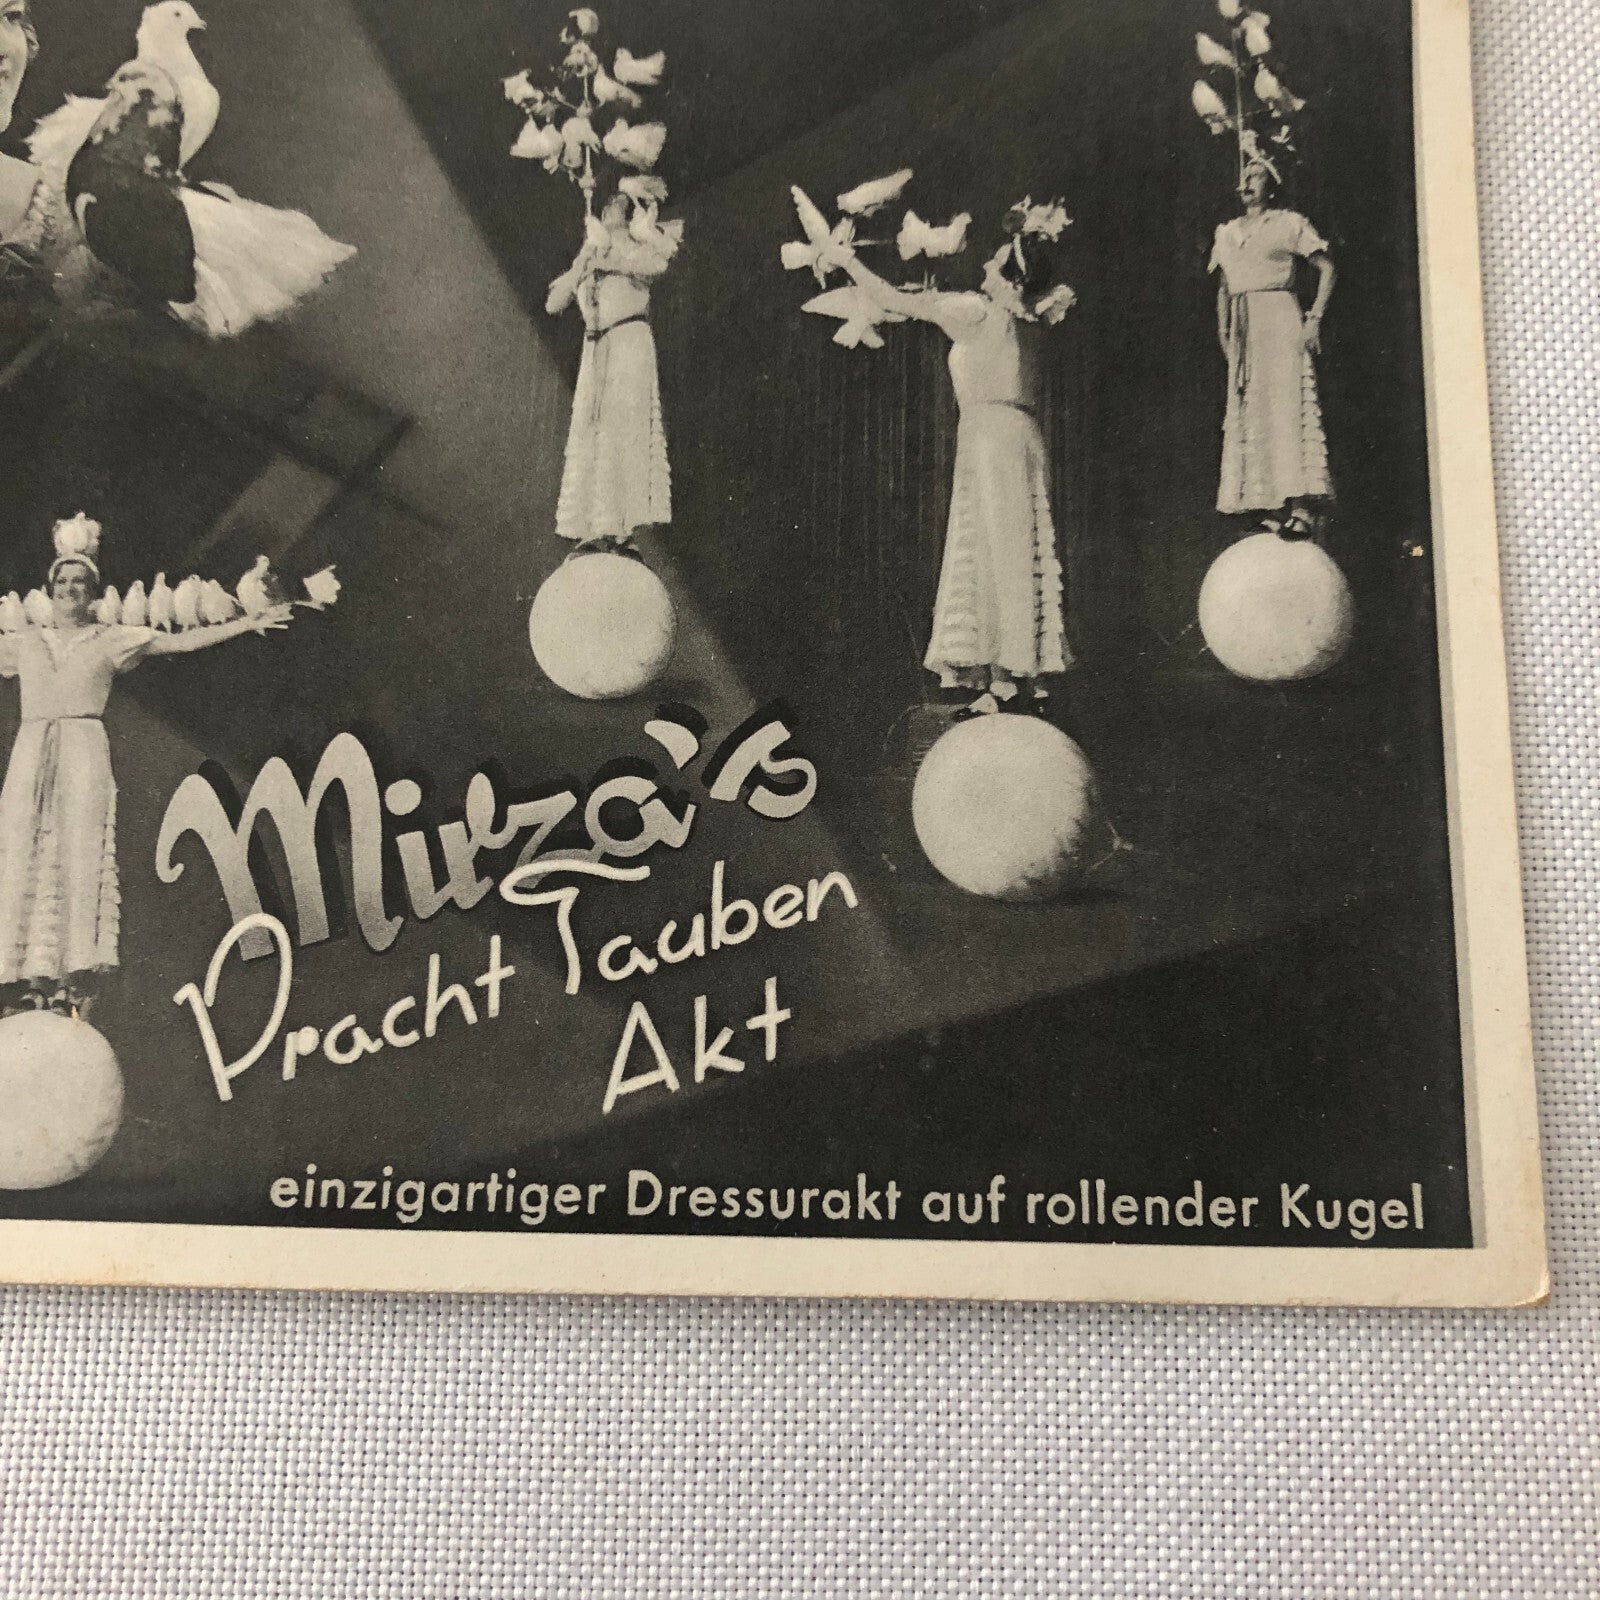 Mirza's
Pracht Tauben
Akt
einzigartiger Dressurakt auf rollender Kugel